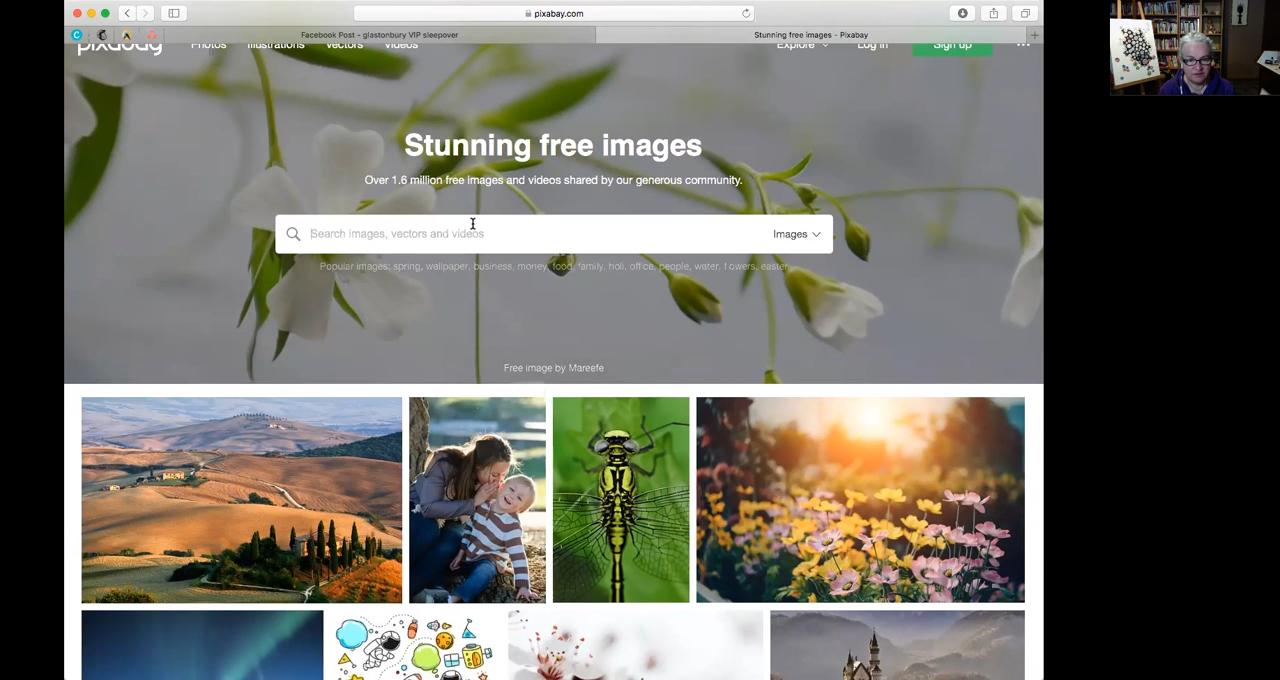 pixabay.com
Facebook Post - glastonbury VIP sleepover
Stunning free images - Pixabay
pixabay Photos Illustrations Vectors Videos Explore Log in Sign up
Stunning free images
Over 1.6 million free images and videos shared by our generous community.
Search images, vectors and videos Images
Popular images: spring, wallpaper, business, money, food, family, holi, office, people, water, flowers, easter
Free image by Mareefe